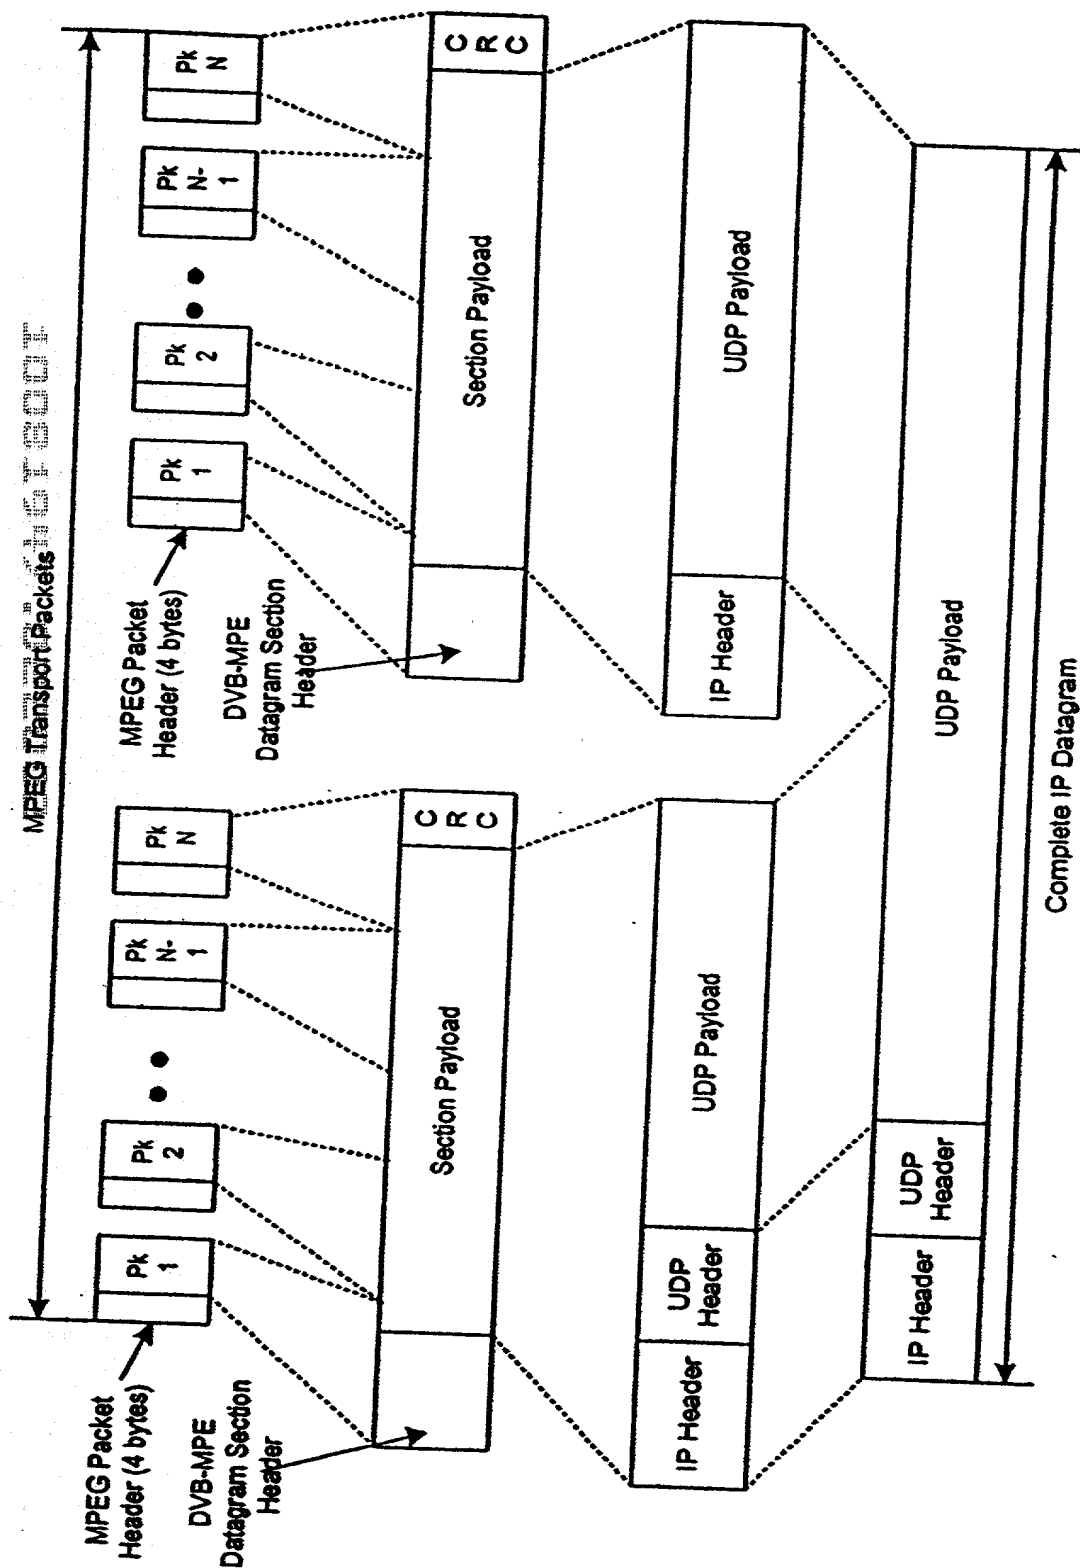 MPEG Transport Packets
MPEG Packet
Header (4 bytes)
DVB-MPE
Datagram Section
Header
Pk
1
Pk
2
Pk
N-
1
Pk
N
MPEG Packet
Header (4 bytes)
DVB-MPE
Datagram Section
Header
Pk
1
Pk
2
Pk
N-
1
Pk
N
Section Payload
C
R
C
Section Payload
C
R
C
IP Header
UDP
Header
UDP Payload
IP Header
UDP Payload
IP Header
UDP
Header
UDP Payload
Complete IP Datagram